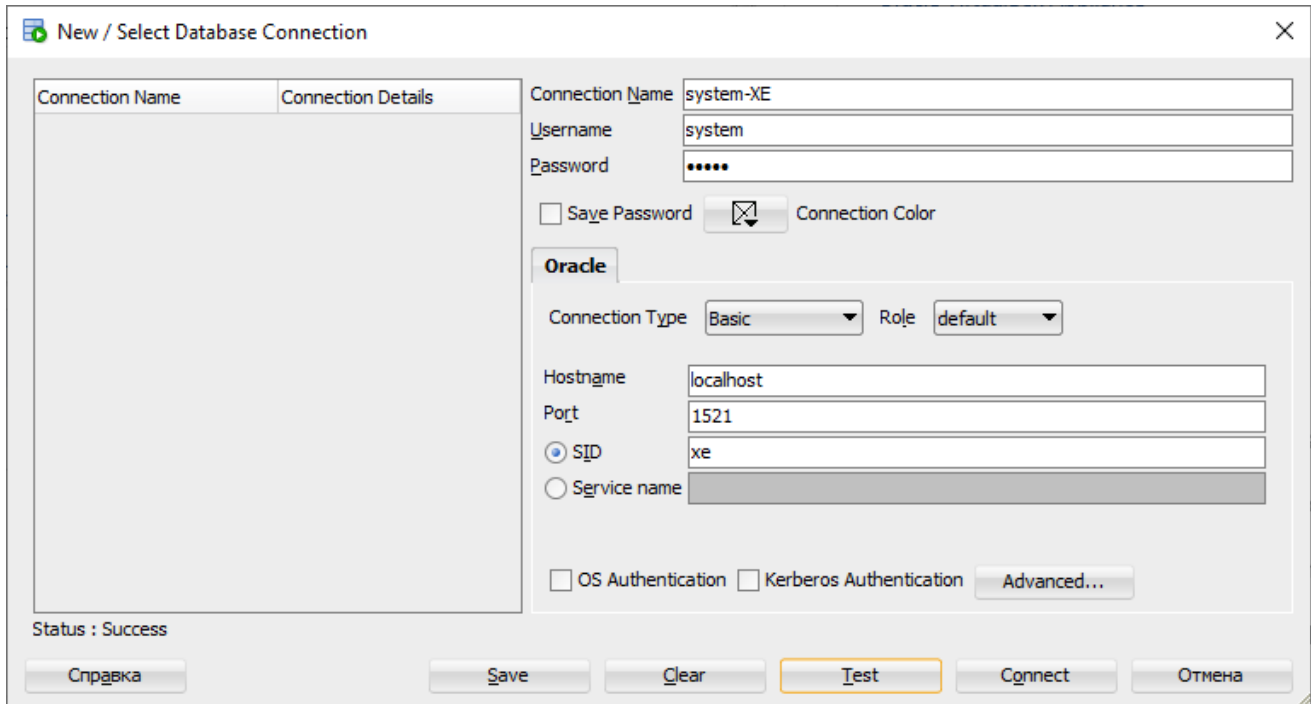 New / Select Database Connection
Connection Name Connection Details
Connection Name system-XE
Username system
Password •••••
Save Password Connection Color
Oracle
Connection Type Basic Role default
Hostname localhost
Port 1521
SID xe
Service name
OS Authentication Kerberos Authentication Advanced...
Status : Success
Справка Save Clear Test Connect Отмена